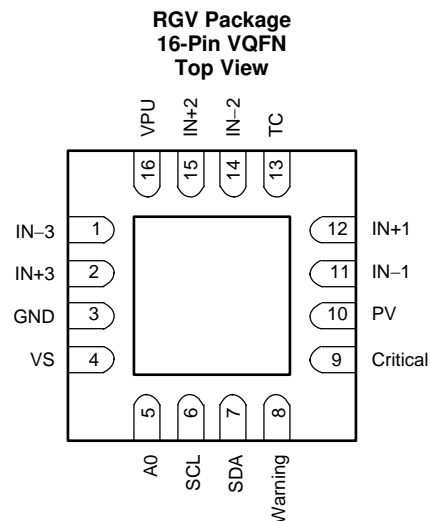 RGV Package
16-Pin VQFN
Top View
VPU
IN+2
IN−2
TC
16
15
14
13
IN−3 1
12 IN+1
IN+3 2
11 IN−1
GND 3
10 PV
VS 4
9 Critical
5
6
7
8
A0
SCL
SDA
Warning